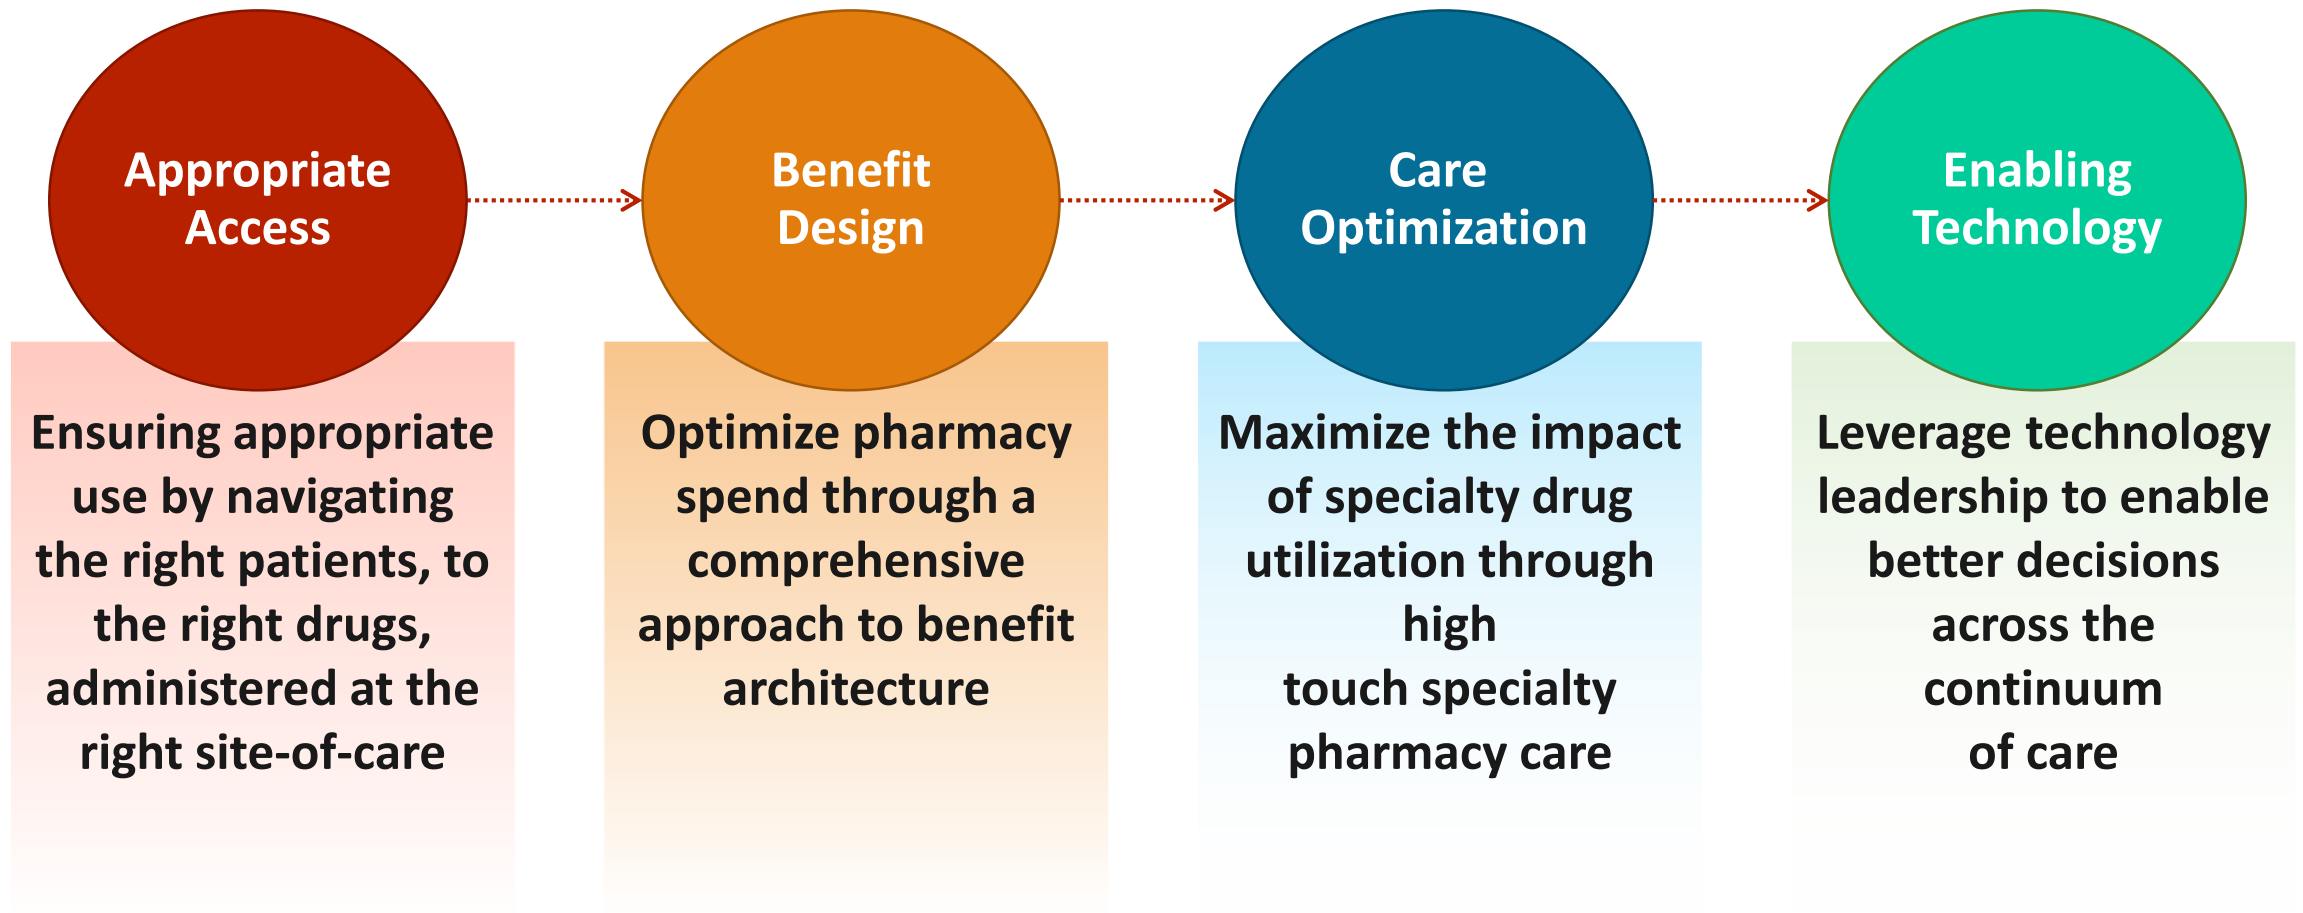 Appropriate
Access
Benefit
Design
Care
Optimization
Enabling
Technology
Ensuring appropriate
use by navigating
the right patients, to
the right drugs,
administered at the
right site-of-care
Optimize pharmacy
spend through a
comprehensive
approach to benefit
architecture
Maximize the impact
of specialty drug
utilization through
high
touch specialty
pharmacy care
Leverage technology
leadership to enable
better decisions
across the
continuum
of care